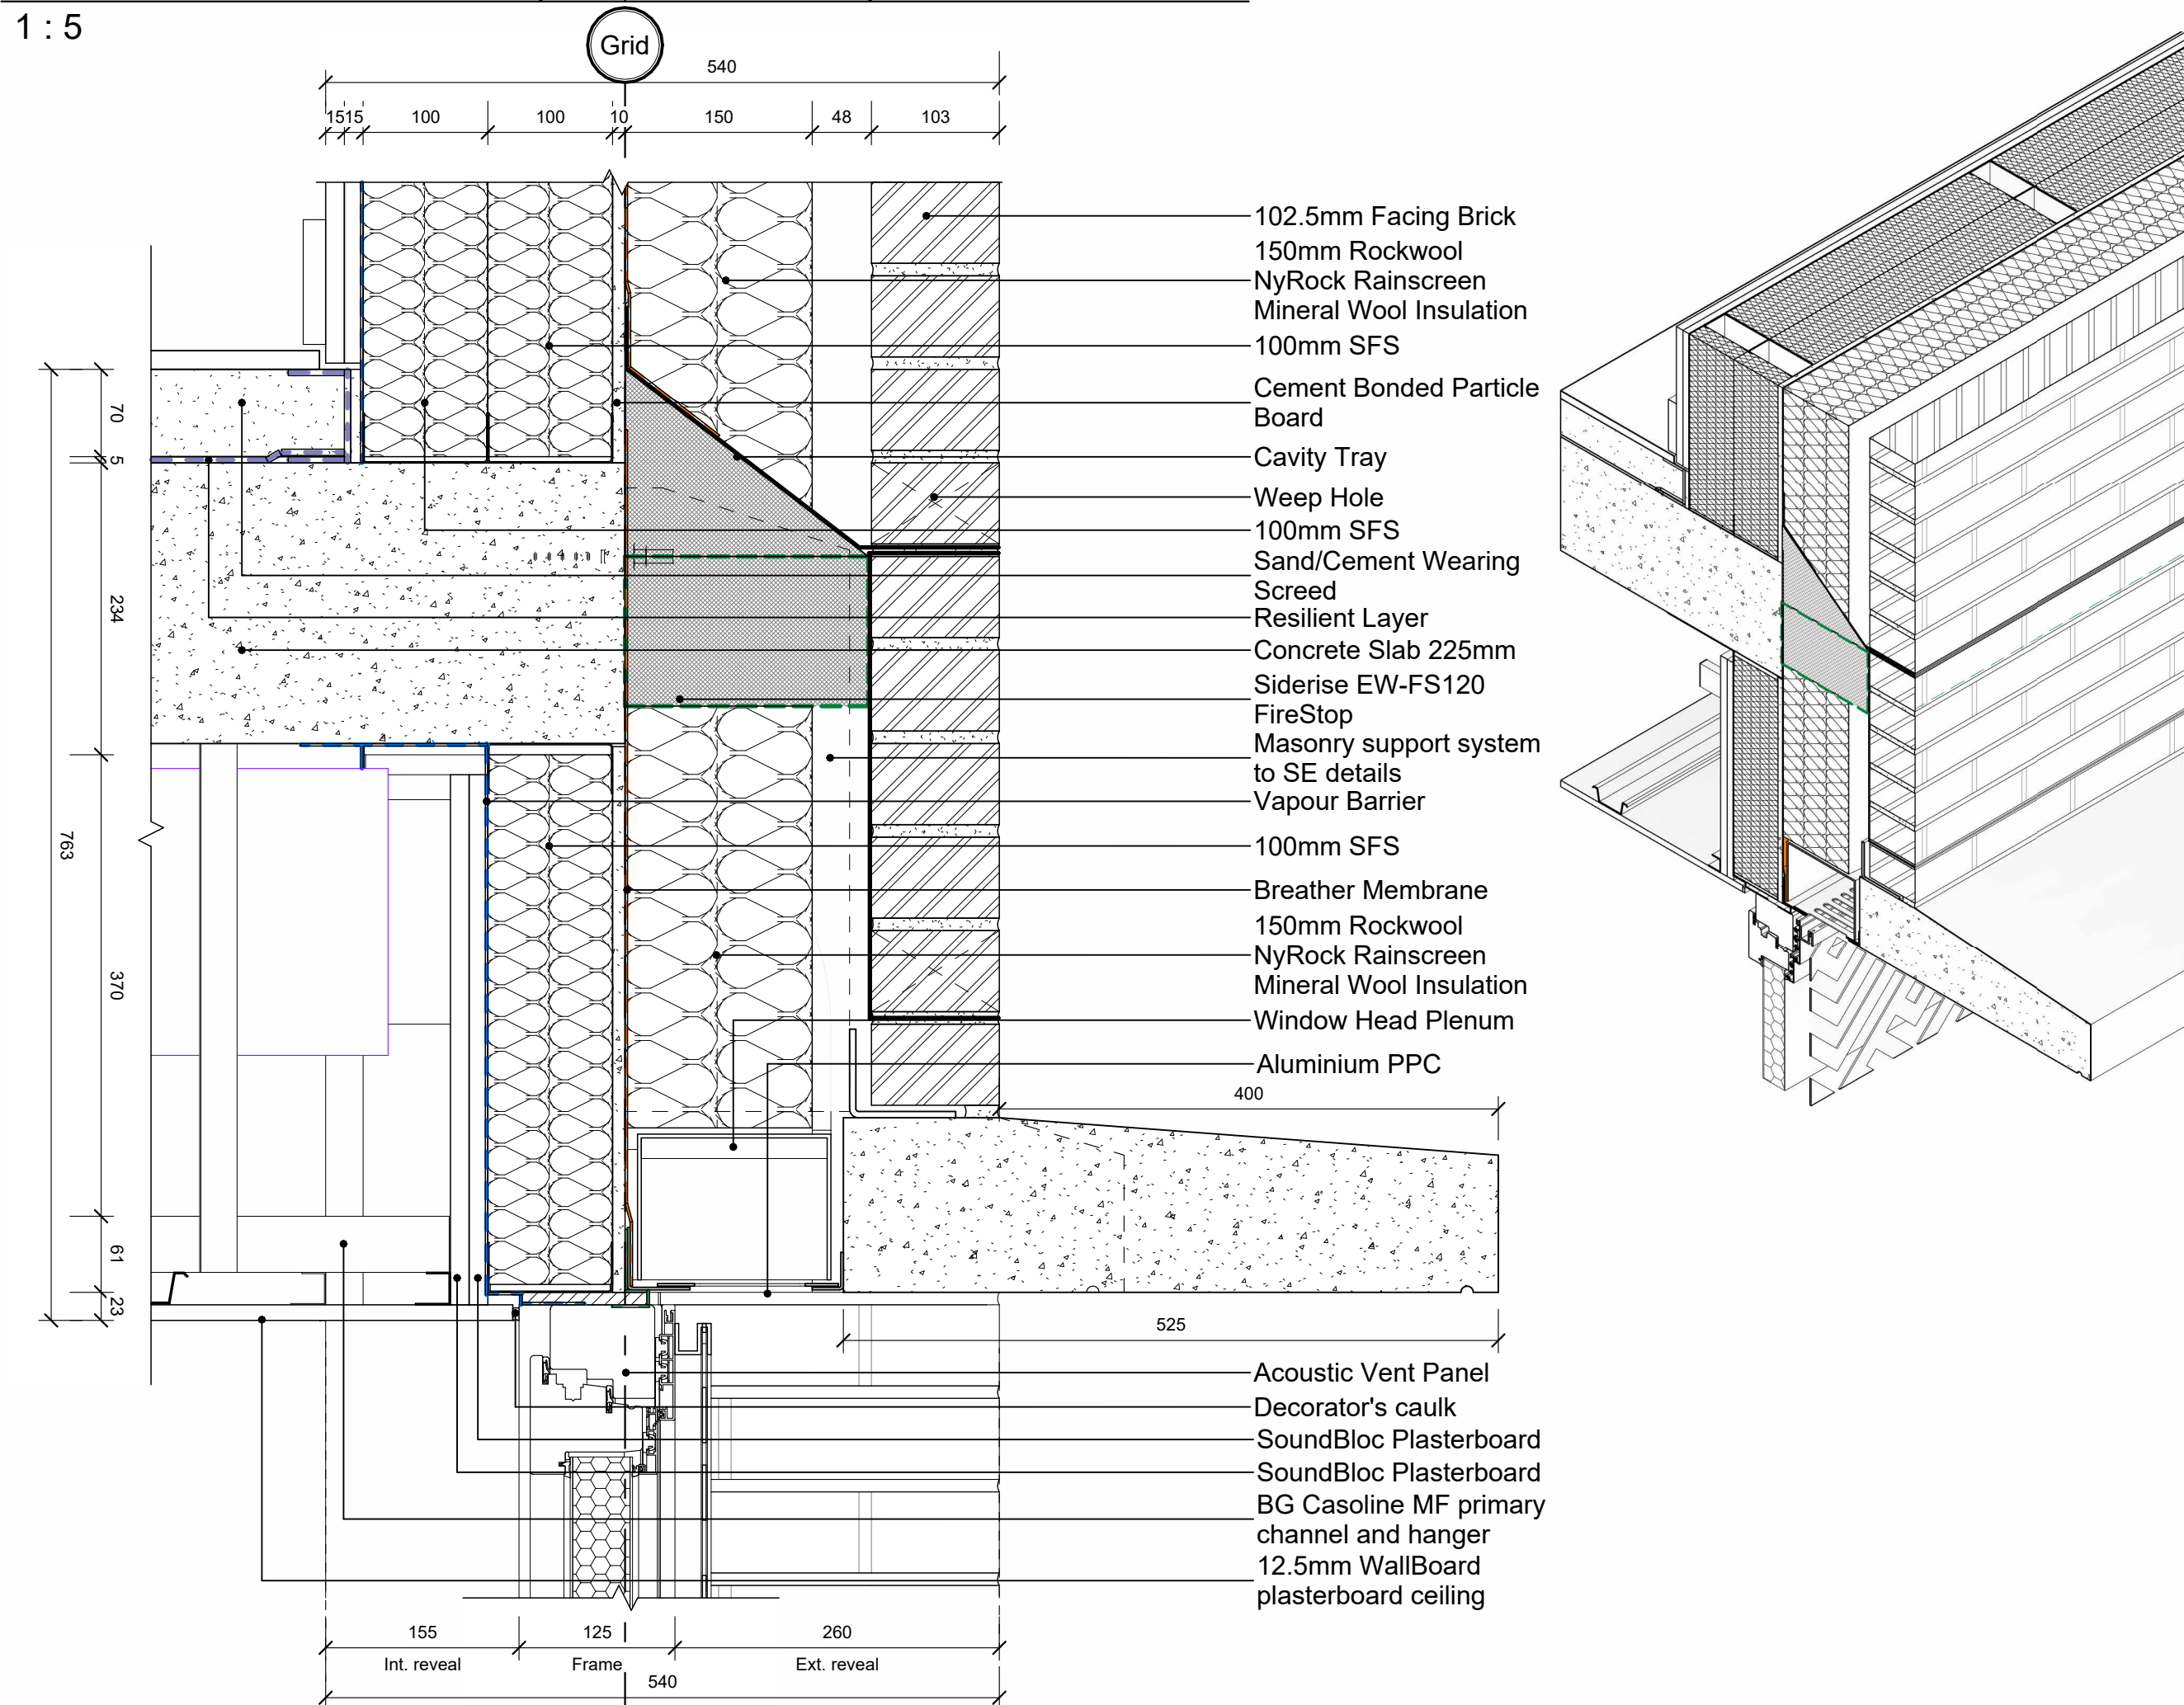 1 : 5
Grid
540
15 15 100 100 10 150 48 103
102.5mm Facing Brick
150mm Rockwool
NyRock Rainscreen
Mineral Wool Insulation
100mm SFS
Cement Bonded Particle
Board
Cavity Tray
Weep Hole
100mm SFS
Sand/Cement Wearing
Screed
Resilient Layer
Concrete Slab 225mm
Siderise EW-FS120
FireStop
Masonry support system
to SE details
Vapour Barrier
100mm SFS
Breather Membrane
150mm Rockwool
NyRock Rainscreen
Mineral Wool Insulation
Window Head Plenum
Aluminium PPC
400
525
Acoustic Vent Panel
Decorator's caulk
SoundBloc Plasterboard
SoundBloc Plasterboard
BG Casoline MF primary
channel and hanger
12.5mm WallBoard
plasterboard ceiling
70
5
234
763
370
61
23
155 125 260
Int. reveal Frame Ext. reveal
540